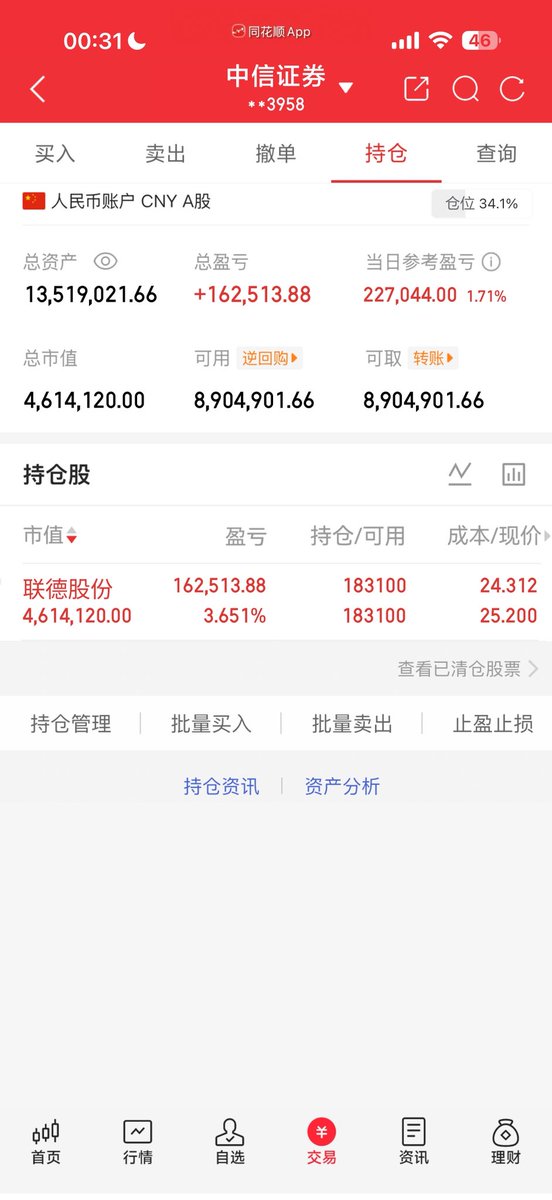 00:31
同花顺App
46
中信证券
**3958
买入 卖出 撤单 持仓 查询
人民币账户 CNY A股 仓位 34.1%
总资产 总盈亏 当日参考盈亏
13,519,021.66 +162,513.88 227,044.00 1.71%
总市值 可用 逆回购 可取 转账
4,614,120.00 8,904,901.66 8,904,901.66
持仓股
市值 盈亏 持仓/可用 成本/现价
联德股份 162,513.88 183100 24.312
4,614,120.00 3.651% 183100 25.200
查看已清仓股票
持仓管理 批量买入 批量卖出 止盈止损
持仓资讯 资产分析
首页 行情 自选 交易 资讯 理财